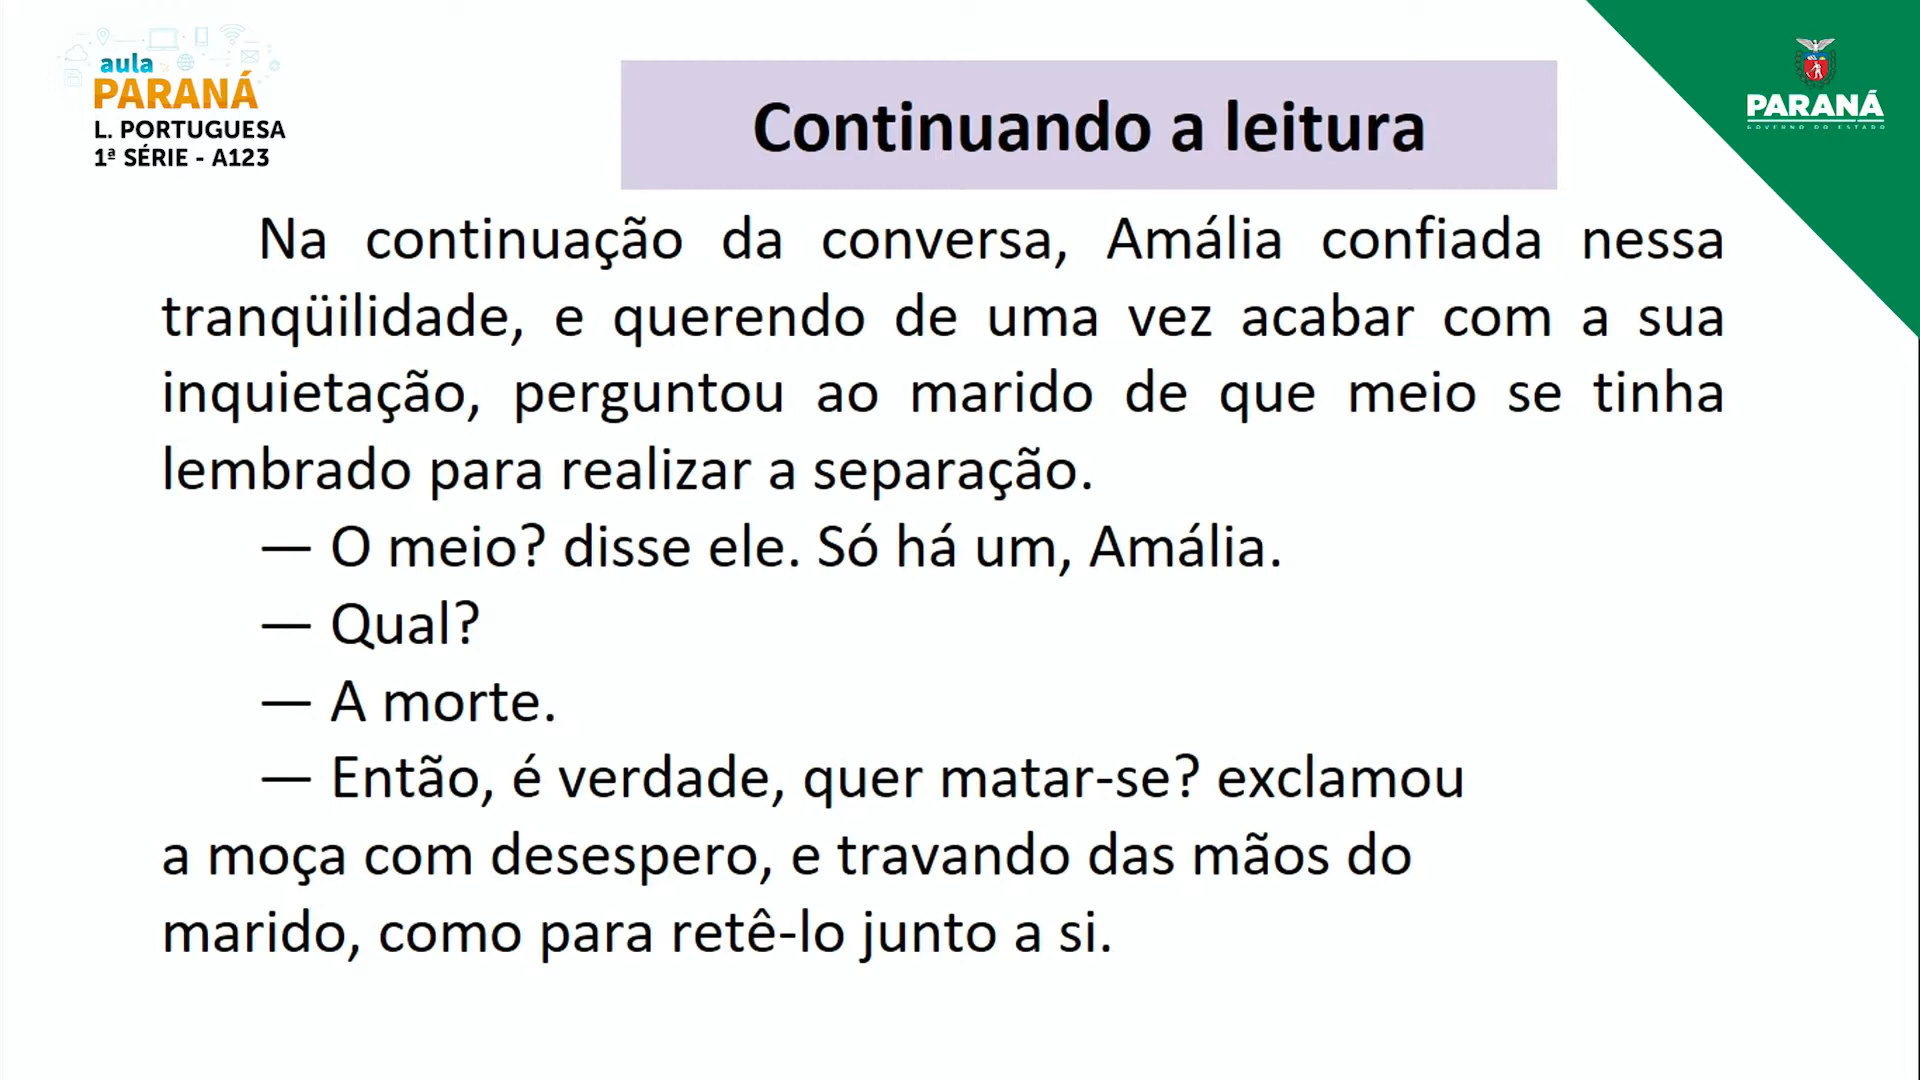 aula
PARANÁ
L. PORTUGUESA
1ª SÉRIE - A123
PARANÁ
GOVERNO DO ESTADO
Continuando a leitura
Na continuação da conversa, Amália confiada nessa
tranqüilidade, e querendo de uma vez acabar com a sua
inquietação, perguntou ao marido de que meio se tinha
lembrado para realizar a separação.
— O meio? disse ele. Só há um, Amália.
— Qual?
— A morte.
— Então, é verdade, quer matar-se? exclamou
a moça com desespero, e travando das mãos do
marido, como para retê-lo junto a si.